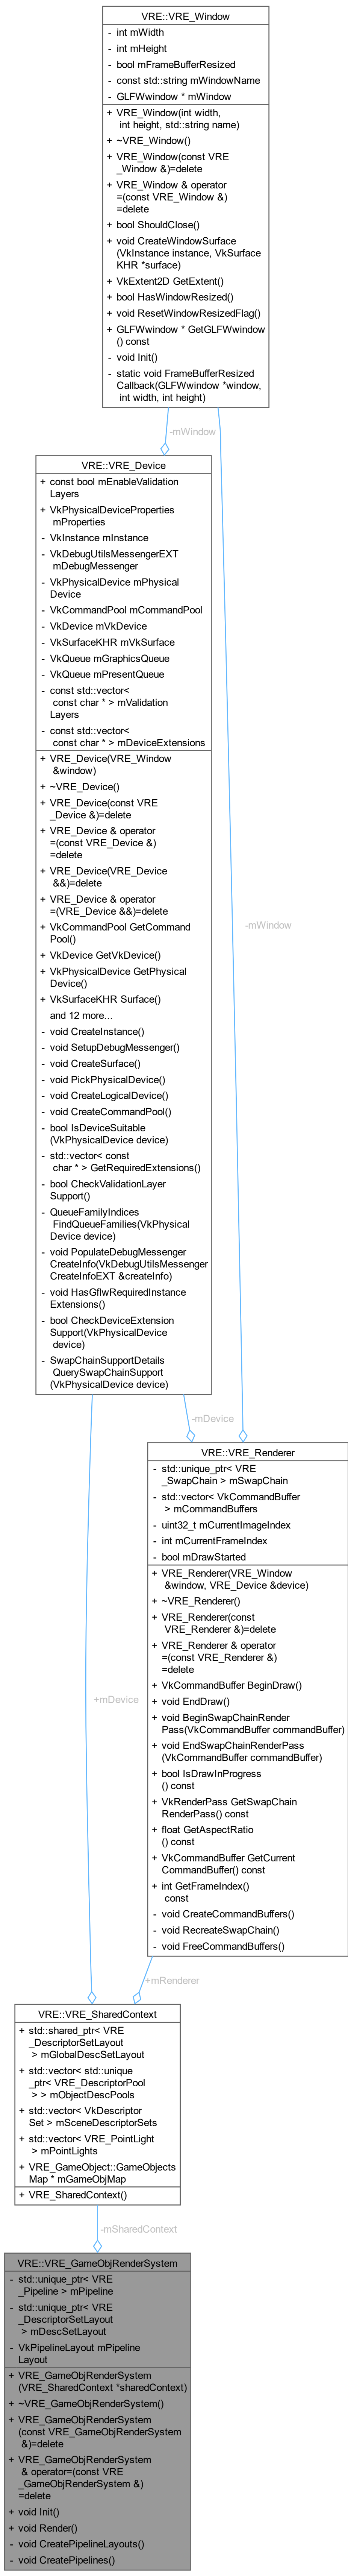 VRE::VRE_Window
- int mWidth
- int mHeight
- bool mFrameBufferResized
- const std::string mWindowName
- GLFWwindow * mWindow
+ VRE_Window(int width,
int height, std::string name)
+ ~VRE_Window()
+ VRE_Window(const VRE
_Window &)=delete
+ VRE_Window & operator
=(const VRE_Window &)
=delete
+ bool ShouldClose()
+ void CreateWindowSurface
(VkInstance instance, VkSurface
KHR *surface)
+ VkExtent2D GetExtent()
+ bool HasWindowResized()
+ void ResetWindowResizedFlag()
+ GLFWwindow * GetGLFWwindow
() const
- void Init()
- static void FrameBufferResized
Callback(GLFWwindow *window,
int width, int height)
-mWindow
VRE::VRE_Device
+ const bool mEnableValidation
Layers
+ VkPhysicalDeviceProperties
mProperties
- VkInstance mInstance
- VkDebugUtilsMessengerEXT
mDebugMessenger
- VkPhysicalDevice mPhysical
Device
- VkCommandPool mCommandPool
- VkDevice mVkDevice
- VkSurfaceKHR mVkSurface
- VkQueue mGraphicsQueue
- VkQueue mPresentQueue
- const std::vector<
const char * > mValidation
Layers
- const std::vector<
const char * > mDeviceExtensions
+ VRE_Device(VRE_Window
&window)
+ ~VRE_Device()
+ VRE_Device(const VRE
_Device &)=delete
+ VRE_Device & operator
=(const VRE_Device &)
=delete
+ VRE_Device(VRE_Device
&&)=delete
+ VRE_Device & operator
=(VRE_Device &&)=delete
+ VkCommandPool GetCommand
Pool()
+ VkDevice GetVkDevice()
+ VkPhysicalDevice GetPhysical
Device()
+ VkSurfaceKHR Surface()
and 12 more...
- void CreateInstance()
- void SetupDebugMessenger()
- void CreateSurface()
- void PickPhysicalDevice()
- void CreateLogicalDevice()
- void CreateCommandPool()
- bool IsDeviceSuitable
(VkPhysicalDevice device)
- std::vector< const
char * > GetRequiredExtensions()
- bool CheckValidationLayer
Support()
- QueueFamilyIndices
FindQueueFamilies(VkPhysical
Device device)
- void PopulateDebugMessenger
CreateInfo(VkDebugUtilsMessenger
CreateInfoEXT &createInfo)
- void HasGflwRequiredInstance
Extensions()
- bool CheckDeviceExtension
Support(VkPhysicalDevice
device)
- SwapChainSupportDetails
QuerySwapChainSupport
(VkPhysicalDevice device)
-mWindow
-mDevice
VRE::VRE_Renderer
- std::unique_ptr< VRE
_SwapChain > mSwapChain
- std::vector< VkCommandBuffer
> mCommandBuffers
- uint32_t mCurrentImageIndex
- int mCurrentFrameIndex
- bool mDrawStarted
+ VRE_Renderer(VRE_Window
&window, VRE_Device &device)
+ ~VRE_Renderer()
+ VRE_Renderer(const
VRE_Renderer &)=delete
+ VRE_Renderer & operator
=(const VRE_Renderer &)
=delete
+ VkCommandBuffer BeginDraw()
+ void EndDraw()
+ void BeginSwapChainRender
Pass(VkCommandBuffer commandBuffer)
+ void EndSwapChainRenderPass
(VkCommandBuffer commandBuffer)
+ bool IsDrawInProgress
() const
+ VkRenderPass GetSwapChain
RenderPass() const
+ float GetAspectRatio
() const
+ VkCommandBuffer GetCurrent
CommandBuffer() const
+ int GetFrameIndex()
const
- void CreateCommandBuffers()
- void RecreateSwapChain()
- void FreeCommandBuffers()
+mDevice
+mRenderer
VRE::VRE_SharedContext
+ std::shared_ptr< VRE
_DescriptorSetLayout
> mGlobalDescSetLayout
+ std::vector< std::unique
_ptr< VRE_DescriptorPool
> > mObjectDescPools
+ std::vector< VkDescriptor
Set > mSceneDescriptorSets
+ std::vector< VRE_PointLight
> mPointLights
+ VRE_GameObject::GameObjects
Map * mGameObjMap
+ VRE_SharedContext()
-mSharedContext
VRE::VRE_GameObjRenderSystem
- std::unique_ptr< VRE
_Pipeline > mPipeline
- std::unique_ptr< VRE
_DescriptorSetLayout
> mDescSetLayout
- VkPipelineLayout mPipeline
Layout
+ VRE_GameObjRenderSystem
(VRE_SharedContext *sharedContext)
+ ~VRE_GameObjRenderSystem()
+ VRE_GameObjRenderSystem
(const VRE_GameObjRenderSystem
&)=delete
+ VRE_GameObjRenderSystem
& operator=(const VRE
_GameObjRenderSystem &)
=delete
+ void Init()
+ void Render()
- void CreatePipelineLayouts()
- void CreatePipelines()